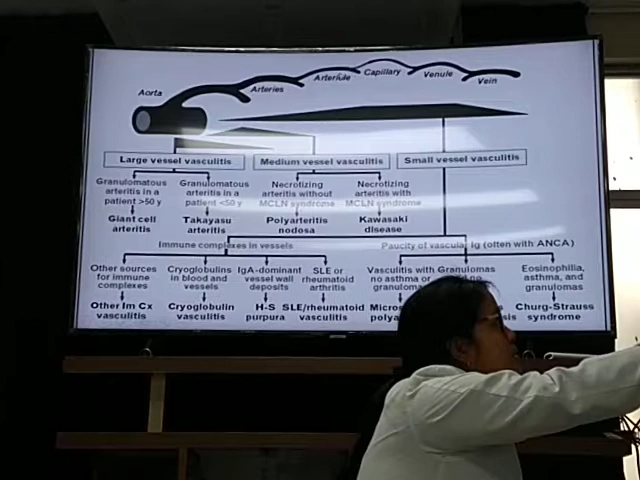 Aorta
Arteries
Arteriole
Capillary
Venule
Vein
Large vessel vasculitis
Medium vessel vasculitis
Small vessel vasculitis
Granulomatous
arteritis in a
patient >50 y
Granulomatous
arteritis in a
patient <50 y
Necrotizing
arteritis without
MCLN syndrome
Necrotizing
arteritis with
MCLN syndrome
Giant cell
arteritis
Takayasu
arteritis
Polyarteritis
nodosa
Kawasaki
disease
Immune complexes in vessels
Paucity of vascular Ig (often with ANCA)
Other sources
for immune
complexes
Cryoglobulins
in blood and
vessels
IgA-dominant
vessel wall
deposits
SLE or
rheumatoid
arthritis
Vasculitis with
no asthma or
Granulomas
Eosinophilia,
asthma, and
granulomas
Other Im Cx
vasculitis
Cryoglobulin
vasculitis
H-S
purpura
SLE/rheumatoid
vasculitis
Churg-Strauss
syndrome